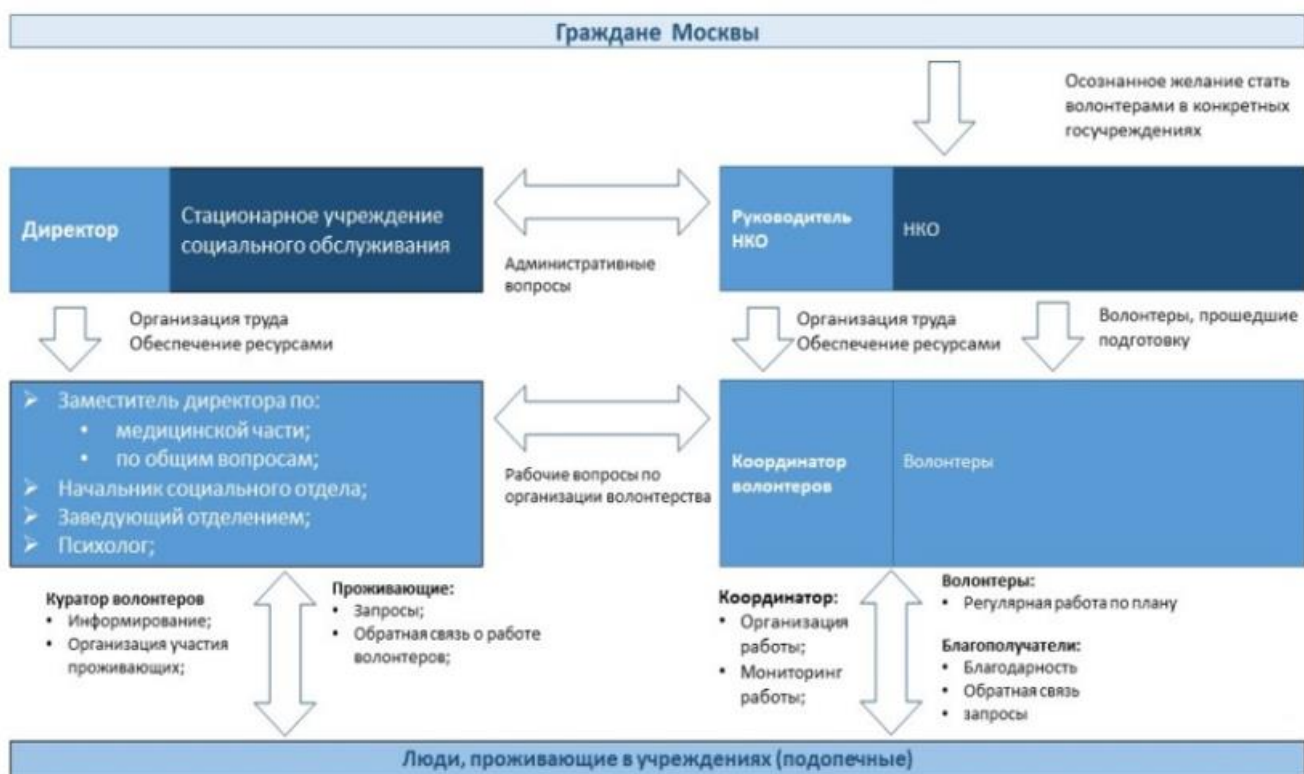 Граждане Москвы
Осознанное желание стать
волонтерами в конкретных
госучреждениях
Директор
Стационарное учреждение
социального обслуживания
Административные
вопросы
Руководитель
НКО
НКО
Организация труда
Обеспечение ресурсами
Организация труда
Обеспечение ресурсами
Волонтеры, прошедшие
подготовку
➤ Заместитель директора по:
• медицинской части;
• по общим вопросам;
➤ Начальник социального отдела;
➤ Заведующий отделением;
➤ Психолог;
Рабочие вопросы по
организации волонтерства
Координатор
волонтеров
Волонтеры
Куратор волонтеров
• Информирование;
• Организация участия
проживающих;
Проживающие:
• Запросы;
• Обратная связь о работе
волонтеров;
Координатор:
• Организация
работы;
• Мониторинг
работы;
Волонтеры:
• Регулярная работа по плану
Благополучатели:
• Благодарность
• Обратная связь
• запросы
Люди, проживающие в учреждениях (подопечные)